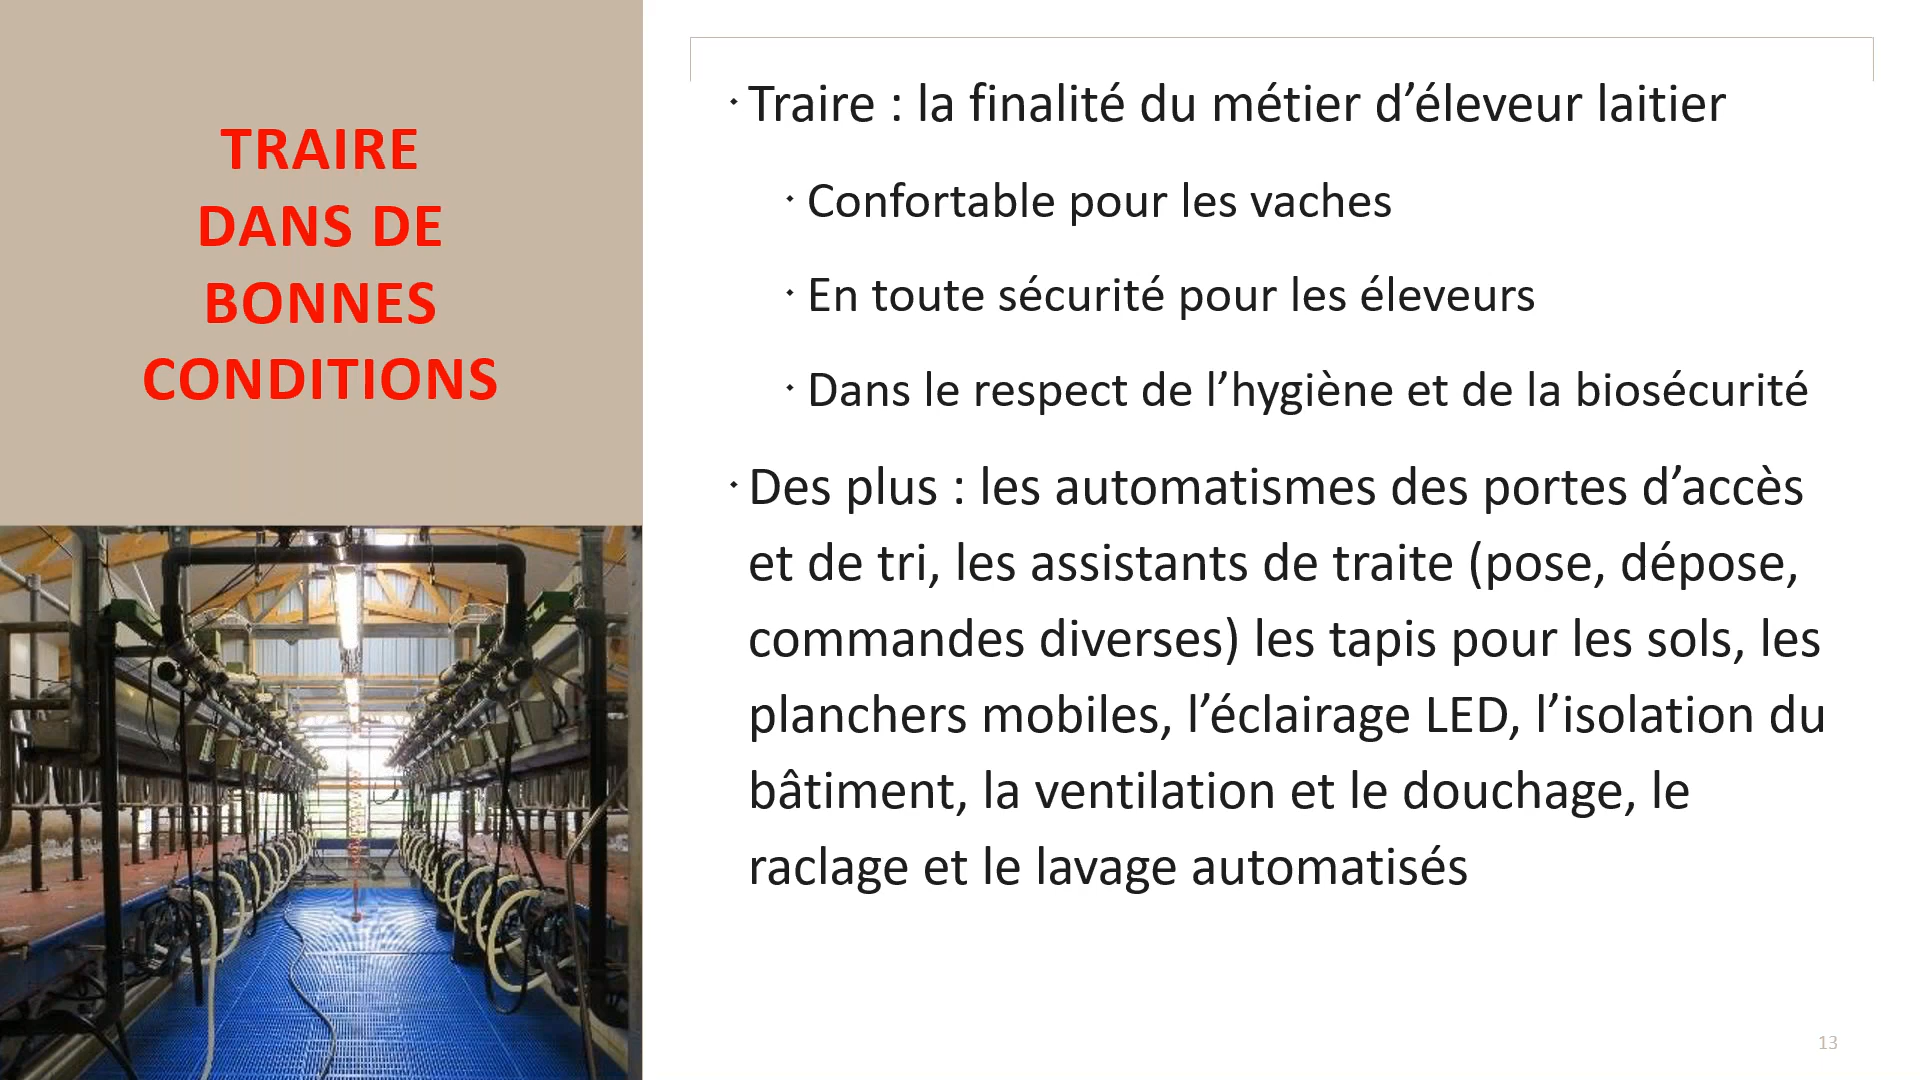 TRAIRE
DANS DE
BONNES
CONDITIONS
Traire : la finalité du métier d’éleveur laitier
Confortable pour les vaches
En toute sécurité pour les éleveurs
Dans le respect de l’hygiène et de la biosécurité
Des plus : les automatismes des portes d’accès
et de tri, les assistants de traite (pose, dépose,
commandes diverses) les tapis pour les sols, les
planchers mobiles, l’éclairage LED, l’isolation du
bâtiment, la ventilation et le douchage, le
raclage et le lavage automatisés
13